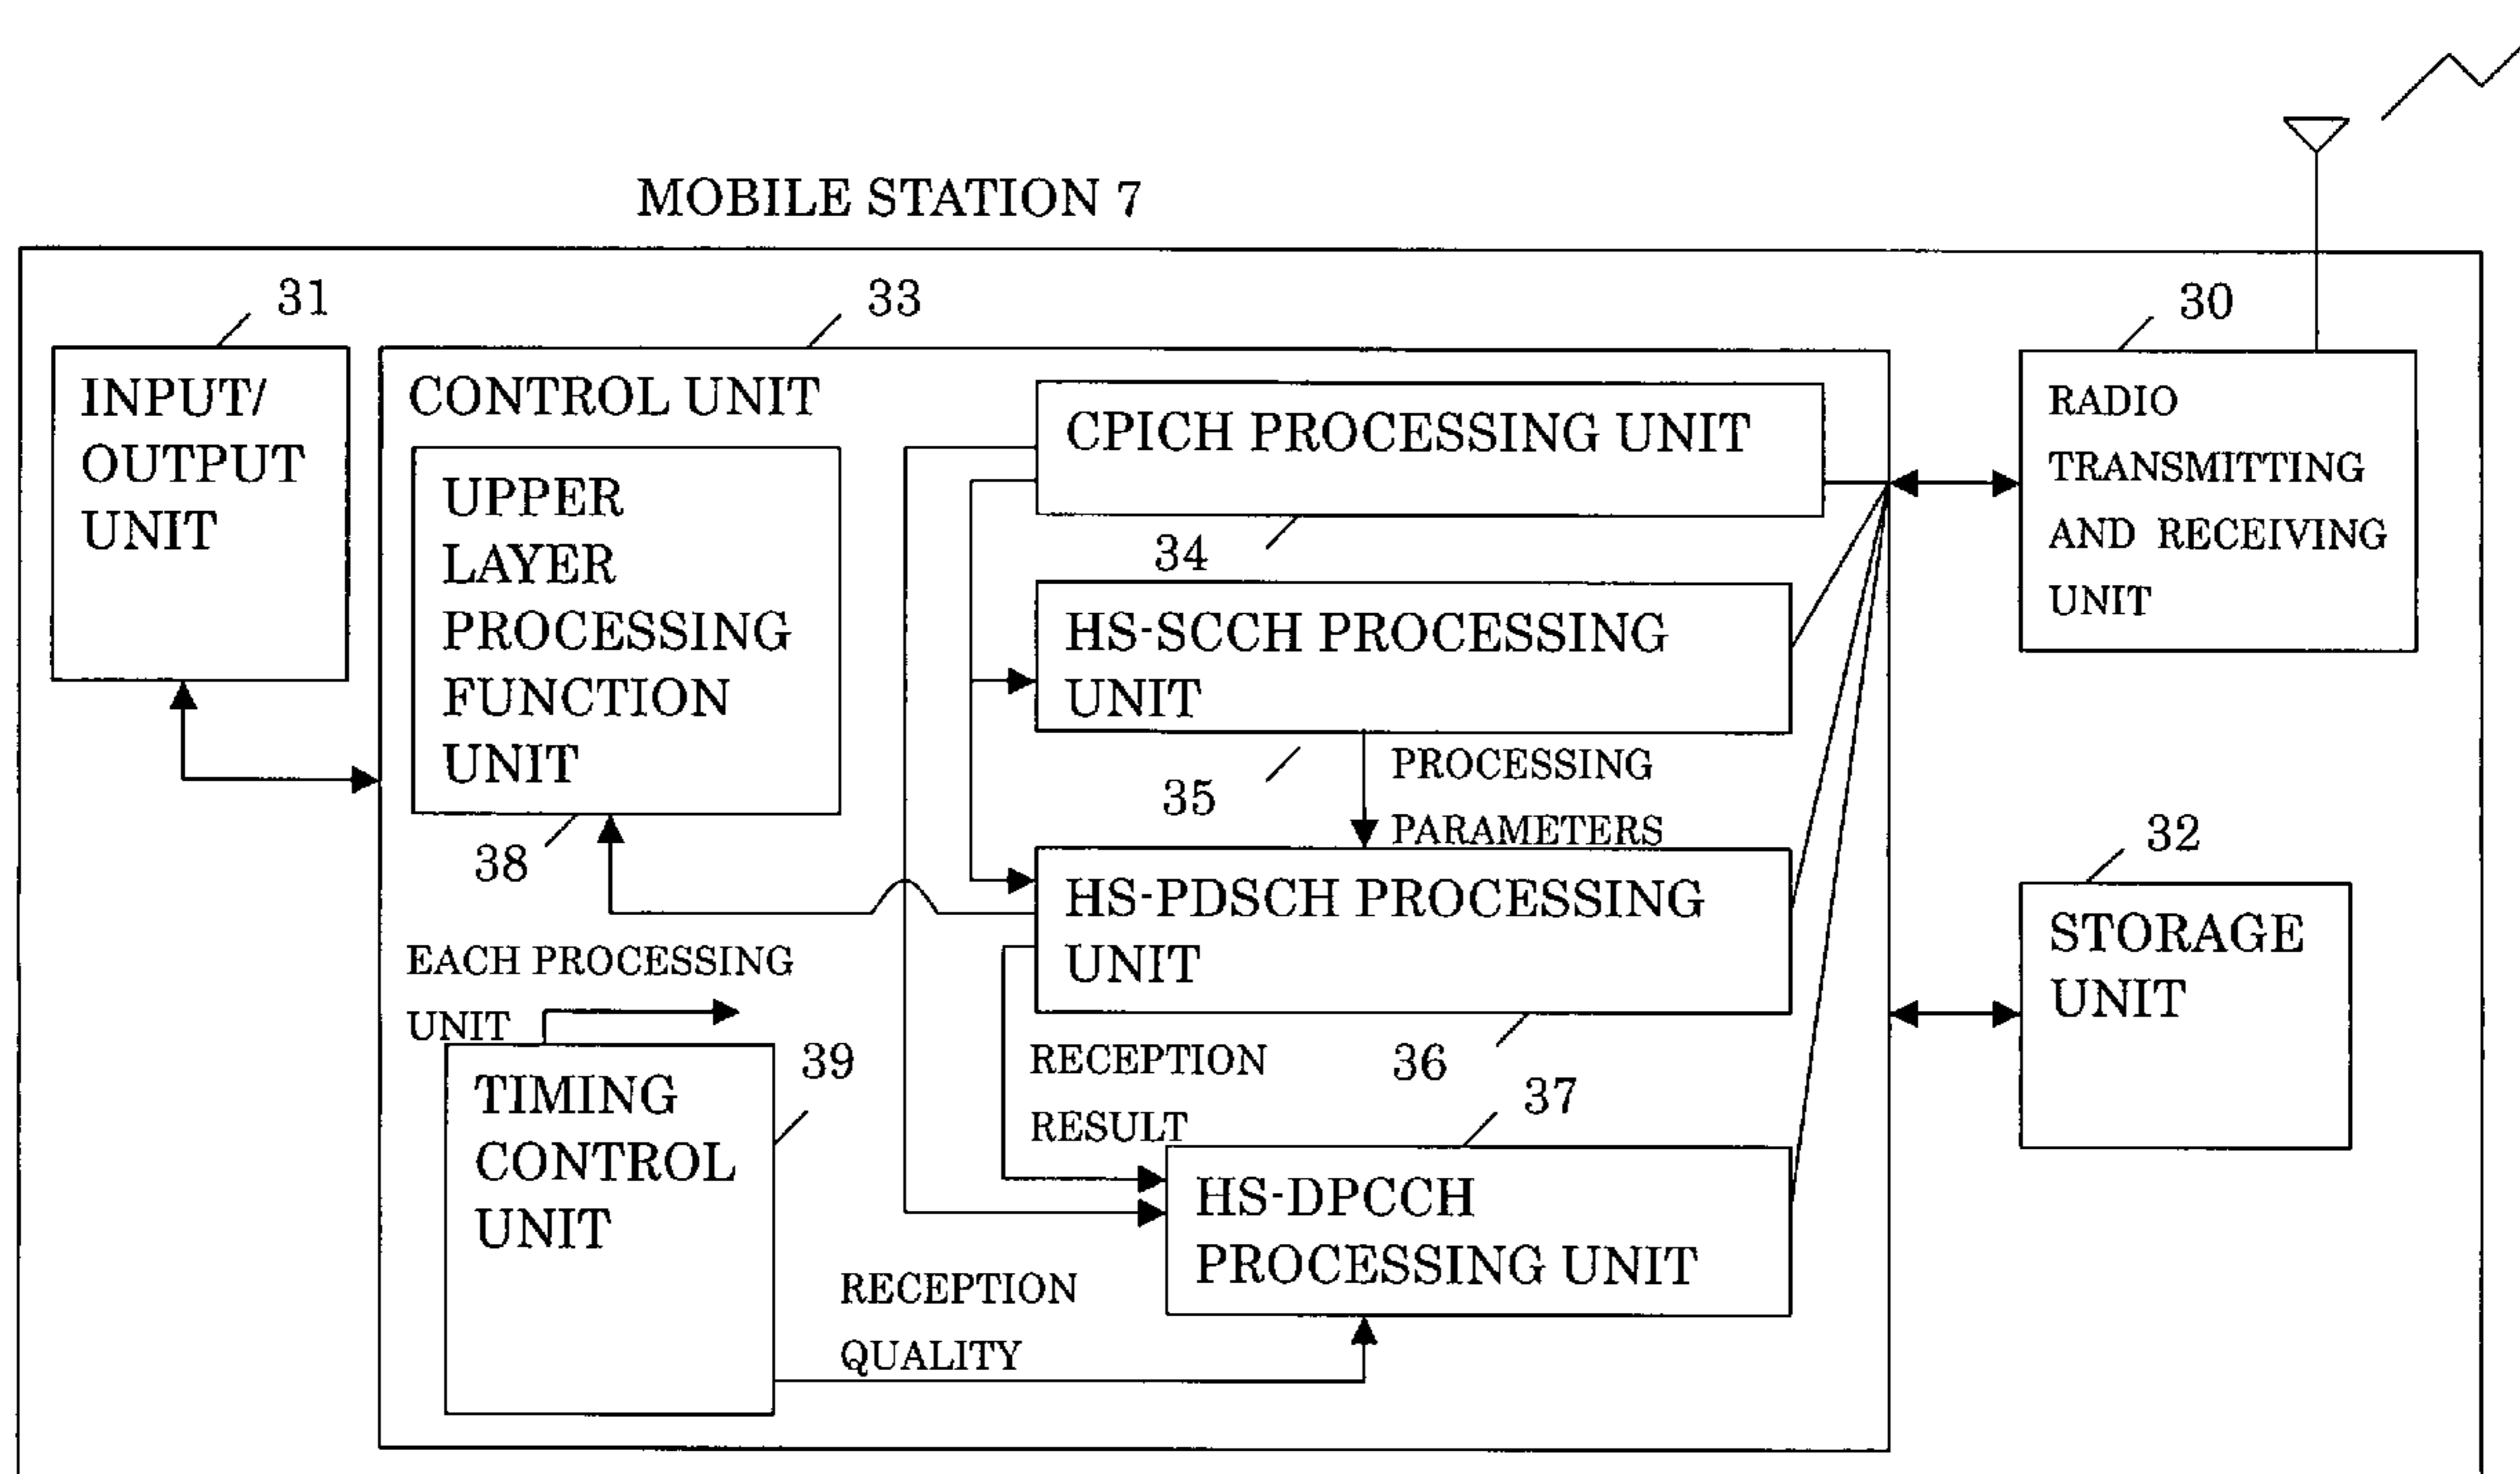 MOBILE STATION 7
31
33
30
INPUT/
OUTPUT
UNIT
CONTROL UNIT
UPPER
LAYER
PROCESSING
FUNCTION
UNIT
38
CPICH PROCESSING UNIT
34
HS-SCCH PROCESSING
UNIT
35
PROCESSING
PARAMETERS
HS-PDSCH PROCESSING
UNIT
36
RECEPTION
RESULT
37
HS-DPCCH
PROCESSING UNIT
EACH PROCESSING
UNIT
39
TIMING
CONTROL
UNIT
RECEPTION
QUALITY
RADIO
TRANSMITTING
AND RECEIVING
UNIT
32
STORAGE
UNIT